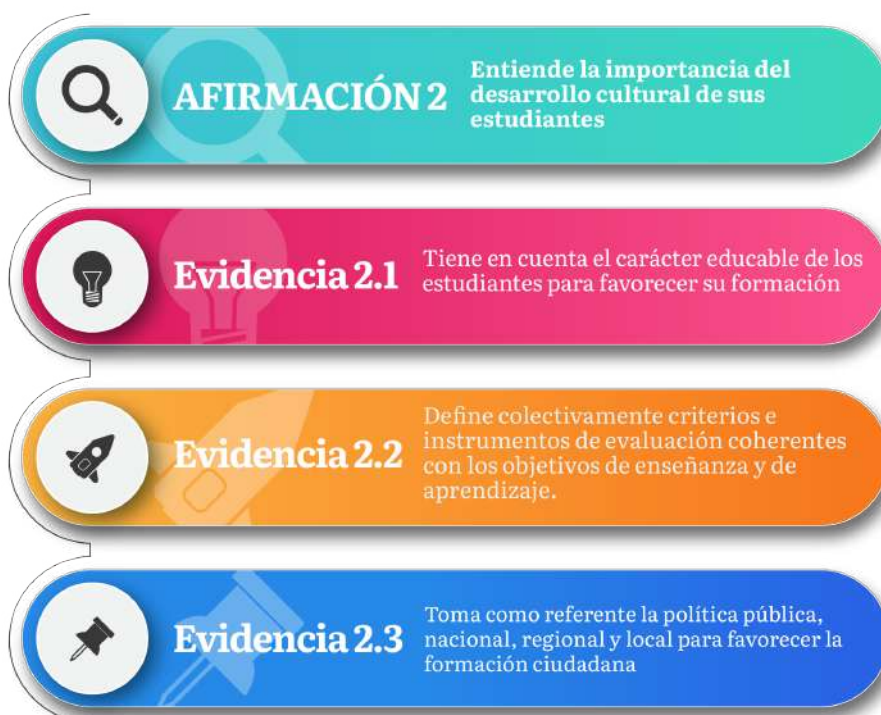 AFIRMACIÓN 2
Entiende la importancia del
desarrollo cultural de sus
estudiantes
Evidencia 2.1
Tiene en cuenta el carácter educable de los
estudiantes para favorecer su formación
Evidencia 2.2
Define colectivamente criterios e
instrumentos de evaluación coherentes
con los objetivos de enseñanza y de
aprendizaje.
Evidencia 2.3
Toma como referente la política pública,
nacional, regional y local para favorecer la
formación ciudadana